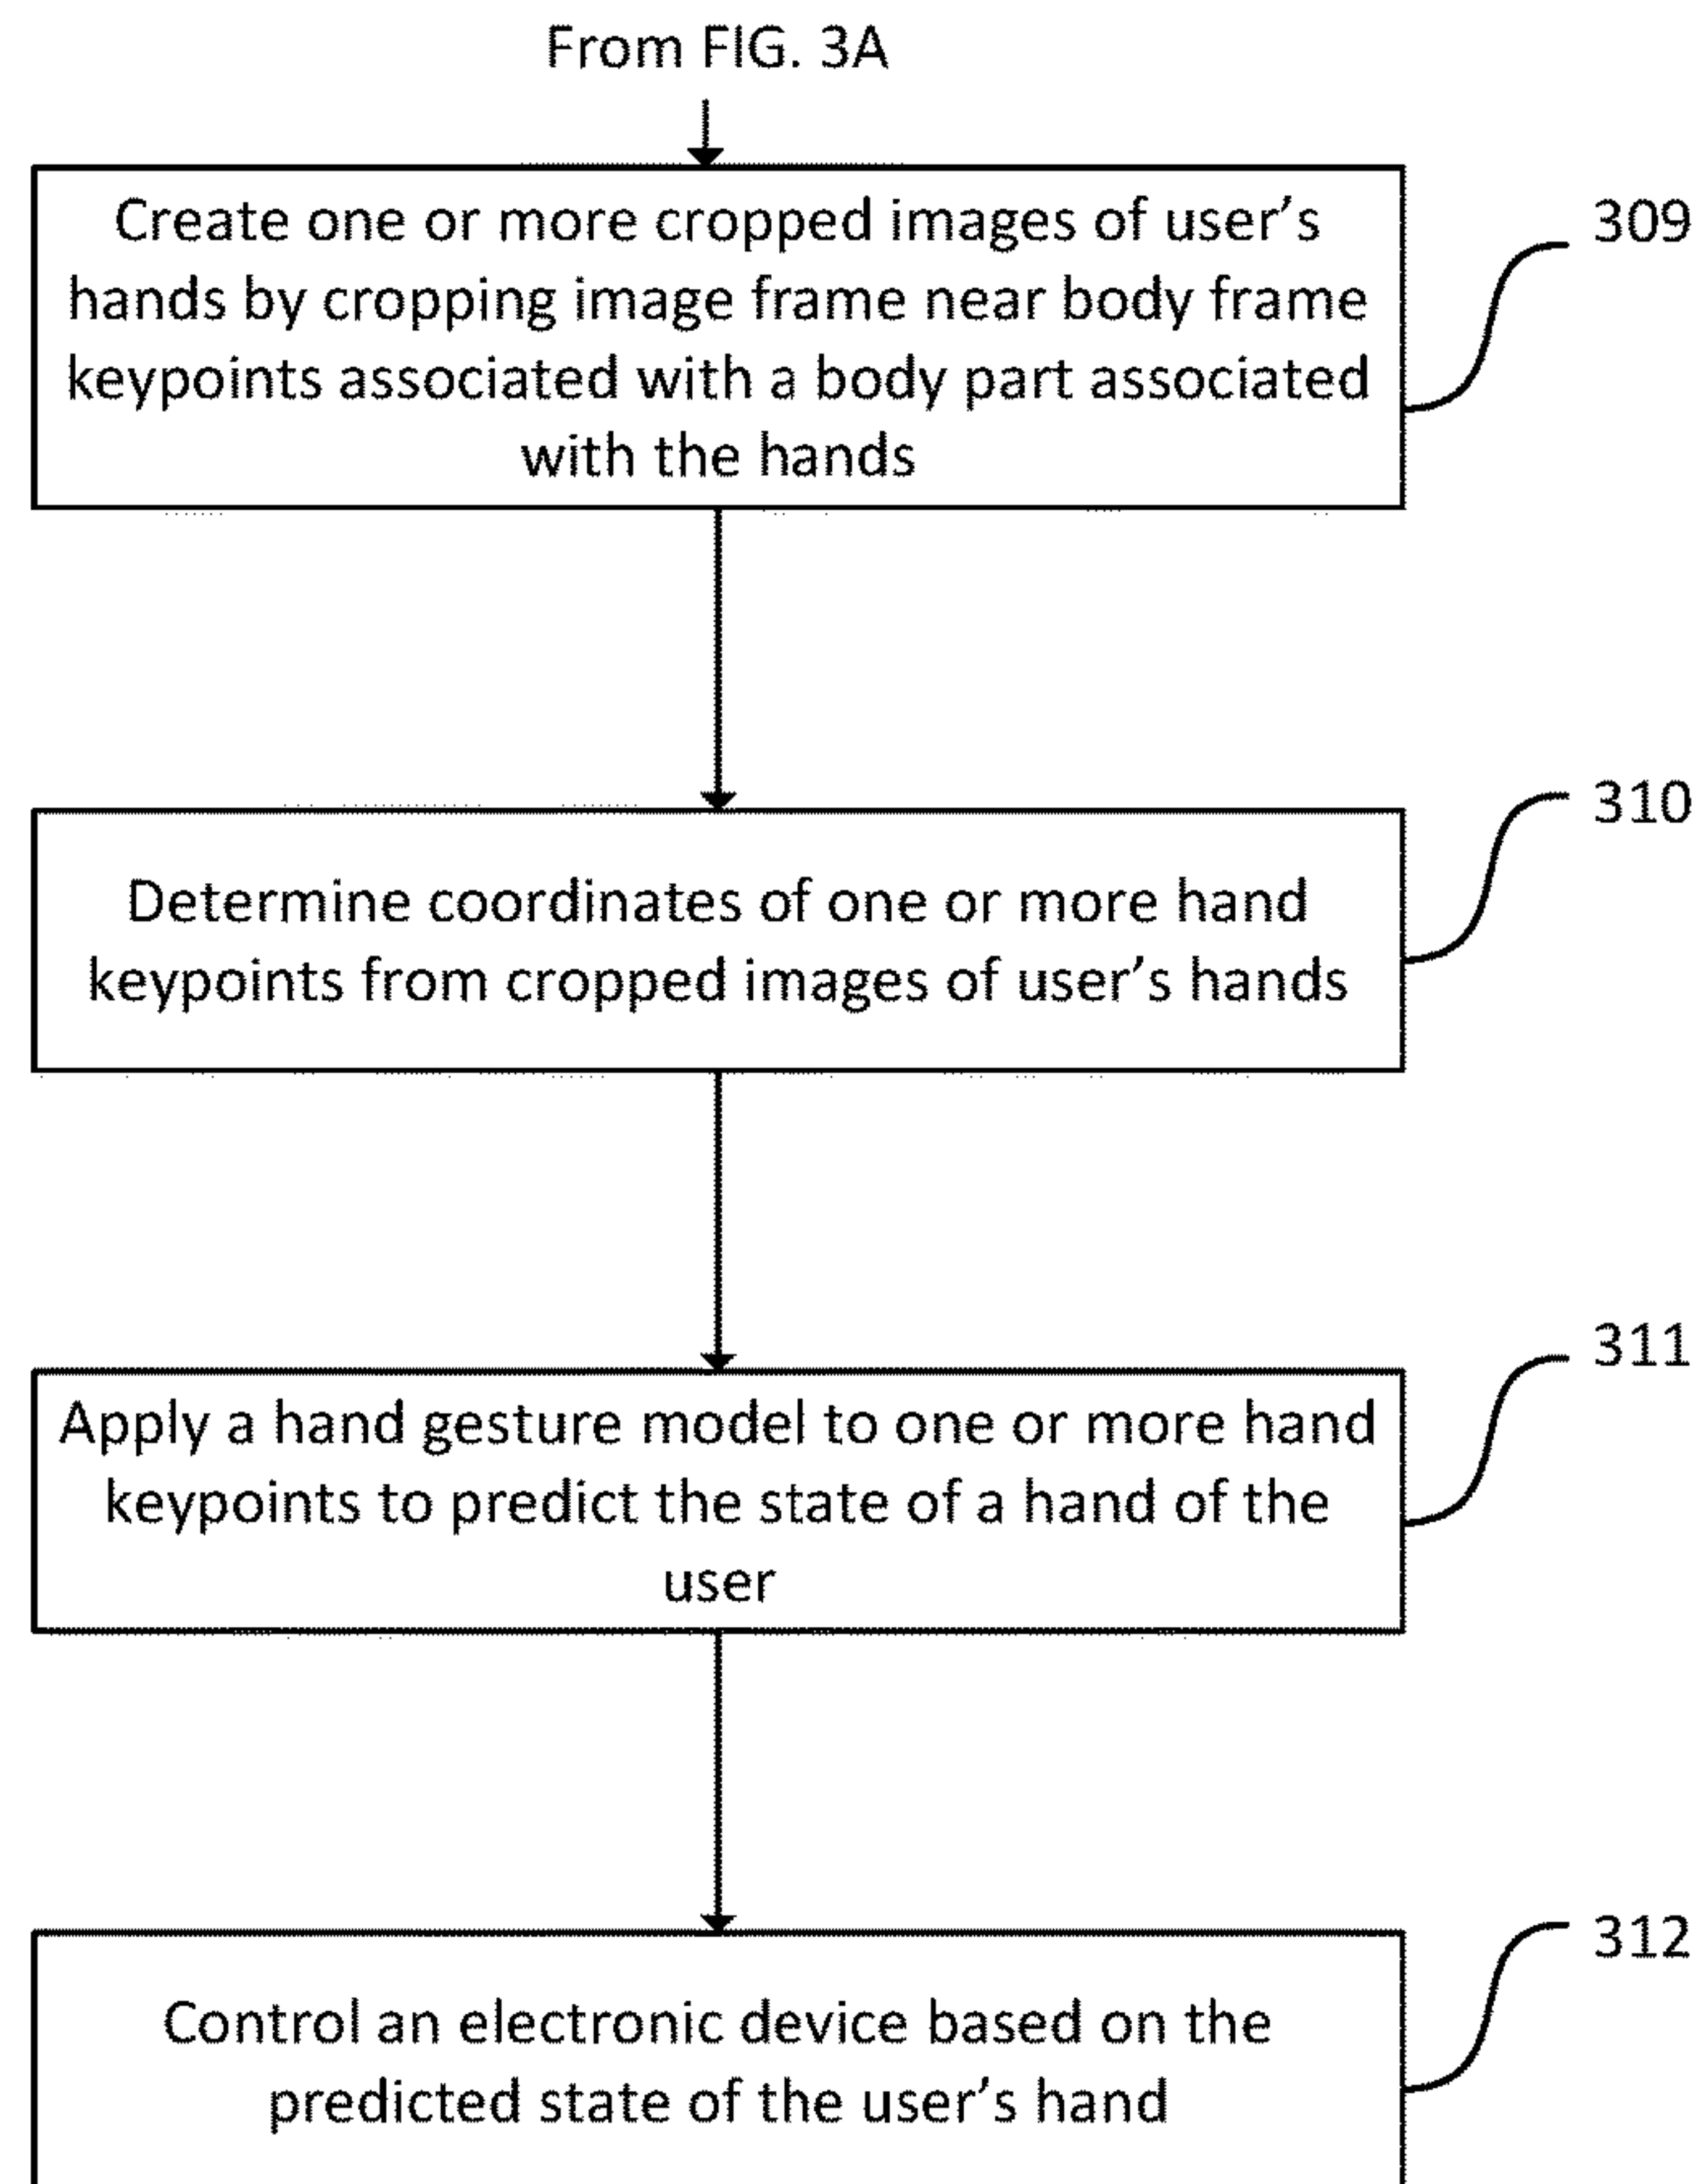 From FIG. 3A
Create one or more cropped images of user's
hands by cropping image frame near body frame
keypoints associated with a body part associated
with the hands
309
Determine coordinates of one or more hand
keypoints from cropped images of user's hands
310
Apply a hand gesture model to one or more hand
keypoints to predict the state of a hand of the
user
311
Control an electronic device based on the
predicted state of the user's hand
312